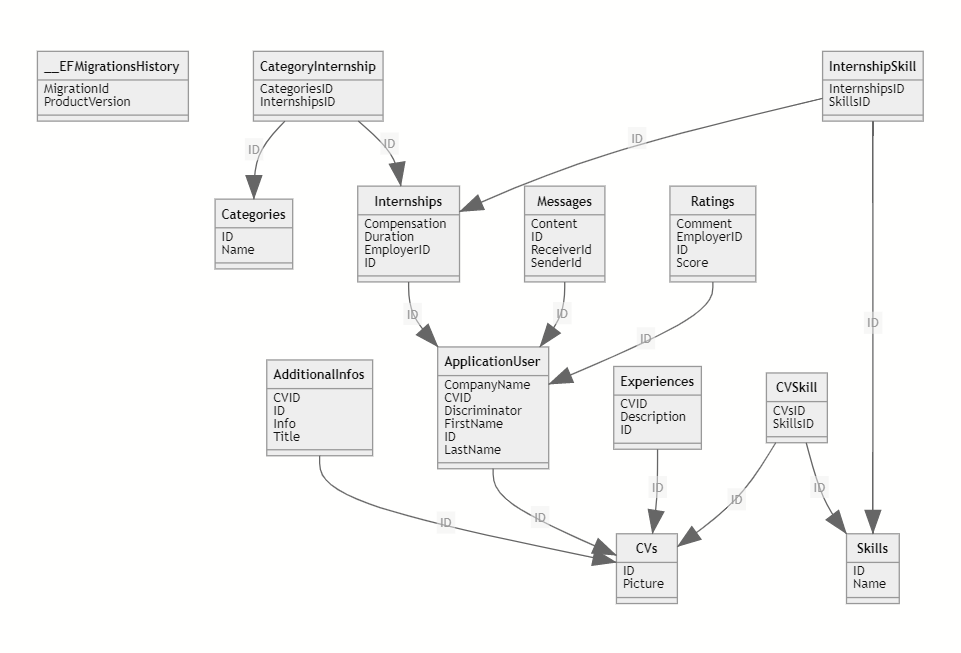 __EFMigrationsHistory
MigrationId
ProductVersion
CategoryInternship
CategoriesID
InternshipsID
InternshipSkill
InternshipsID
SkillsID
ID
ID
ID
Categories
ID
Name
Internships
Compensation
Duration
EmployerID
ID
Messages
Content
ID
ReceiverId
SenderId
Ratings
Comment
EmployerID
ID
Score
ID
ID
ID
ID
AdditionalInfos
CVID
ID
Info
Title
ApplicationUser
CompanyName
CVID
Discriminator
FirstName
ID
LastName
Experiences
CVID
Description
ID
CVSkill
CVsID
SkillsID
ID
ID
ID
ID
ID
CVs
ID
Picture
Skills
ID
Name